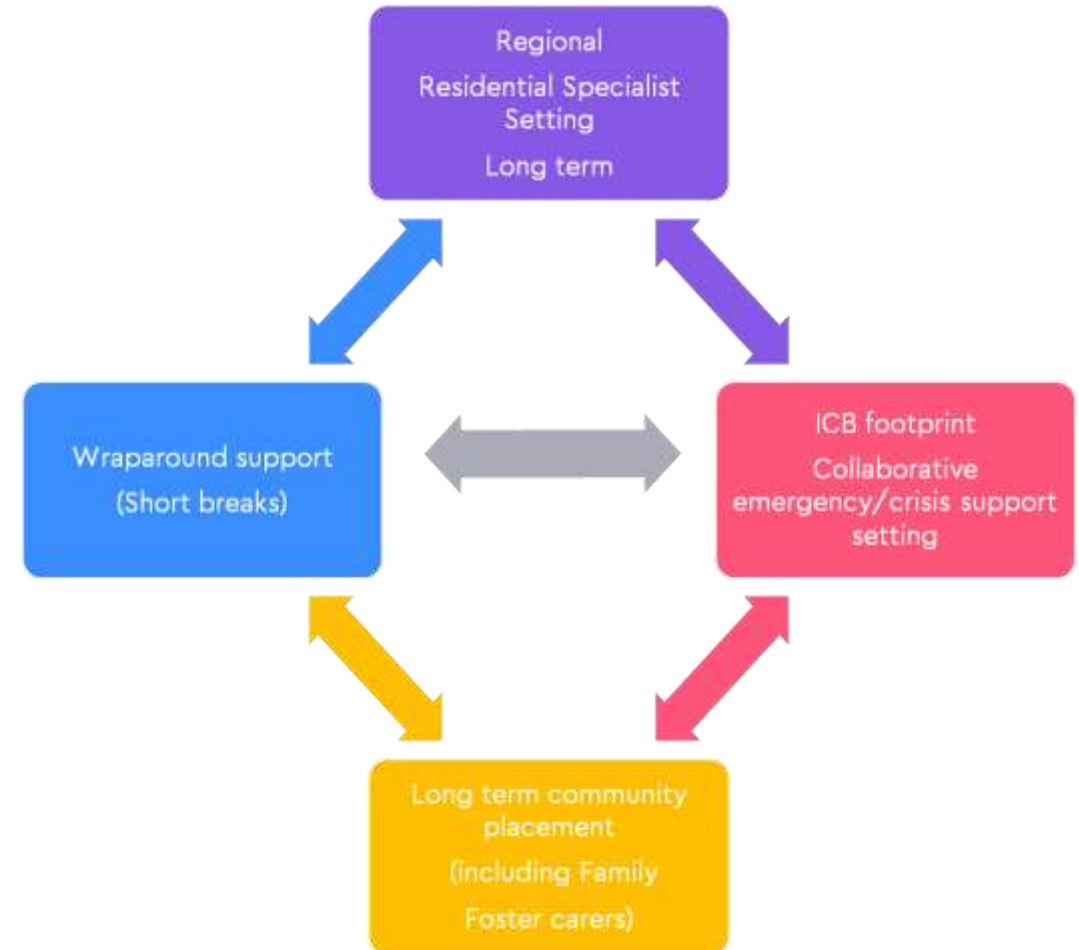 Regional
Residential Specialist
Setting
Long term
Wraparound support
(Short breaks)
ICB footprint
Collaborative
emergency/crisis support
setting
Long term community
placement
(including Family
Foster carers)